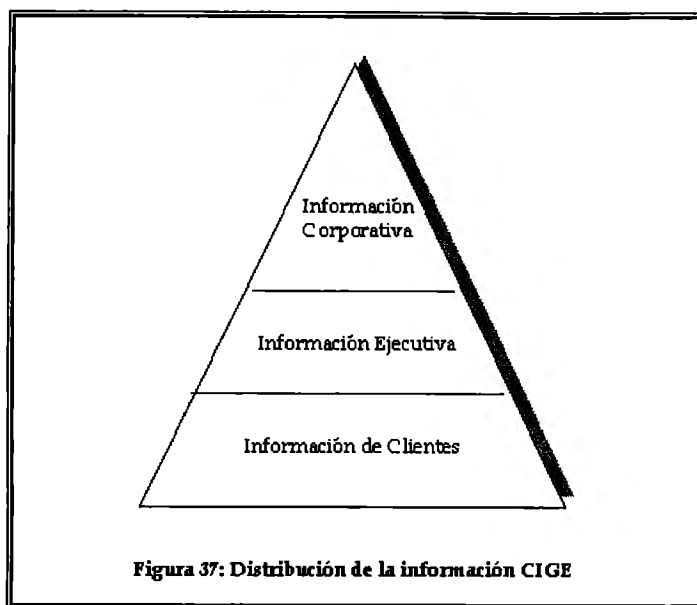 Información
Corporativa
Información Ejecutiva
Información de Clientes
Figura 37: Distribución de la información CIGE